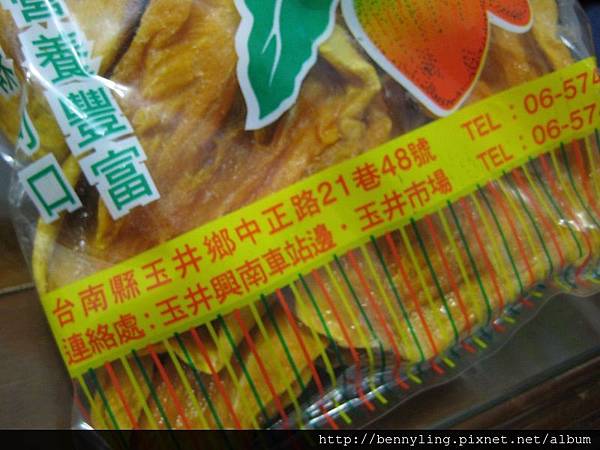 營養豐富
可口
台南縣玉井鄉中正路21巷48號 TEL：06-574
連絡處：玉井興南車站邊．玉井市場 TEL：06-57
http://bennyling.pixnet.net/album